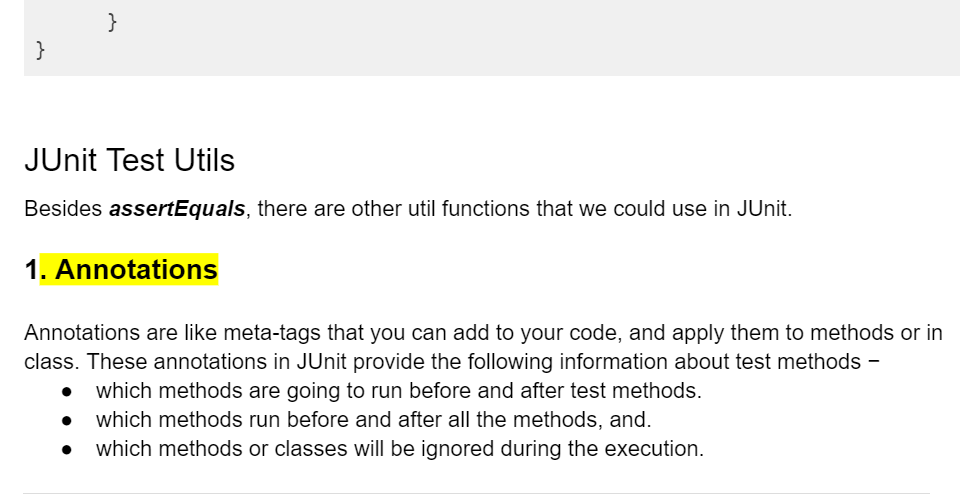 }
}
JUnit Test Utils
Besides assertEquals, there are other util functions that we could use in JUnit.
1. Annotations
Annotations are like meta-tags that you can add to your code, and apply them to methods or in
class. These annotations in JUnit provide the following information about test methods −
● which methods are going to run before and after test methods.
● which methods run before and after all the methods, and.
● which methods or classes will be ignored during the execution.